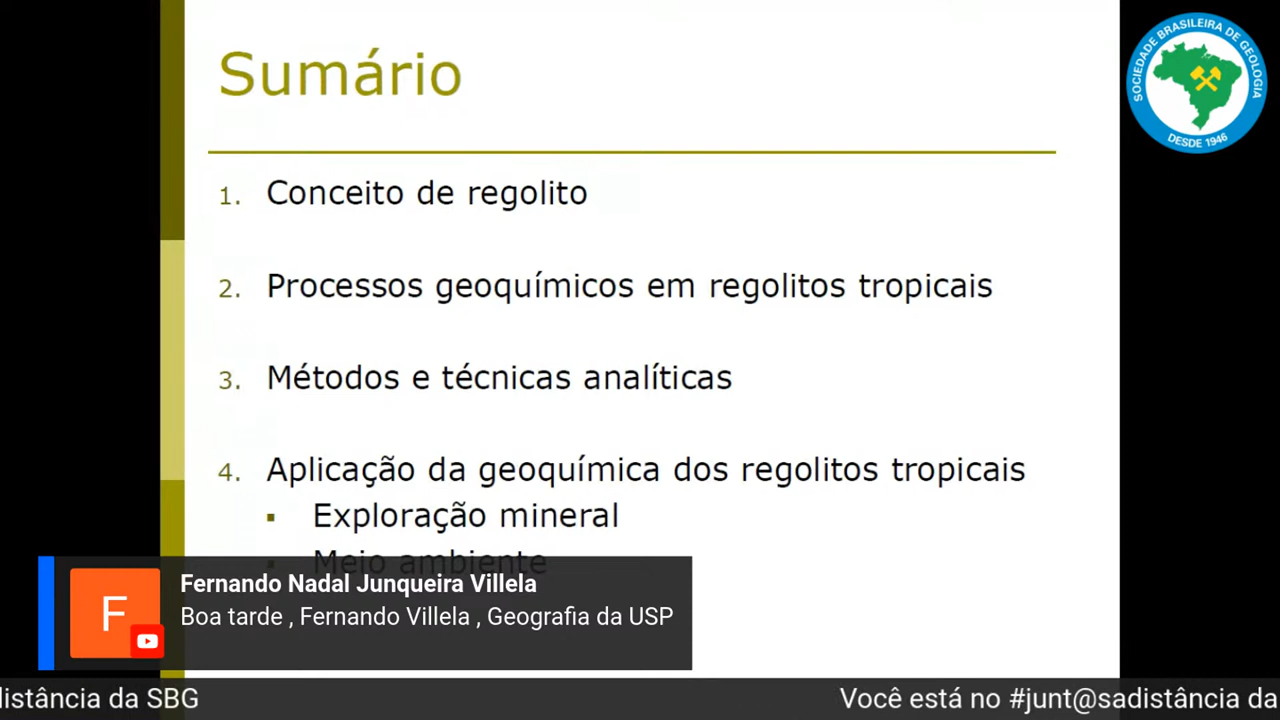 Sumário
SOCIEDADE BRASILEIRA DE GEOLOGIA
DESDE 1946
1. Conceito de regolito
2. Processos geoquímicos em regolitos tropicais
3. Métodos e técnicas analíticas
4. Aplicação da geoquímica dos regolitos tropicais
▪ Exploração mineral
▪ Meio ambiente
F
Fernando Nadal Junqueira Villela
Boa tarde , Fernando Villela , Geografia da USP
distância da SBG
Você está no #junt@sadistância da